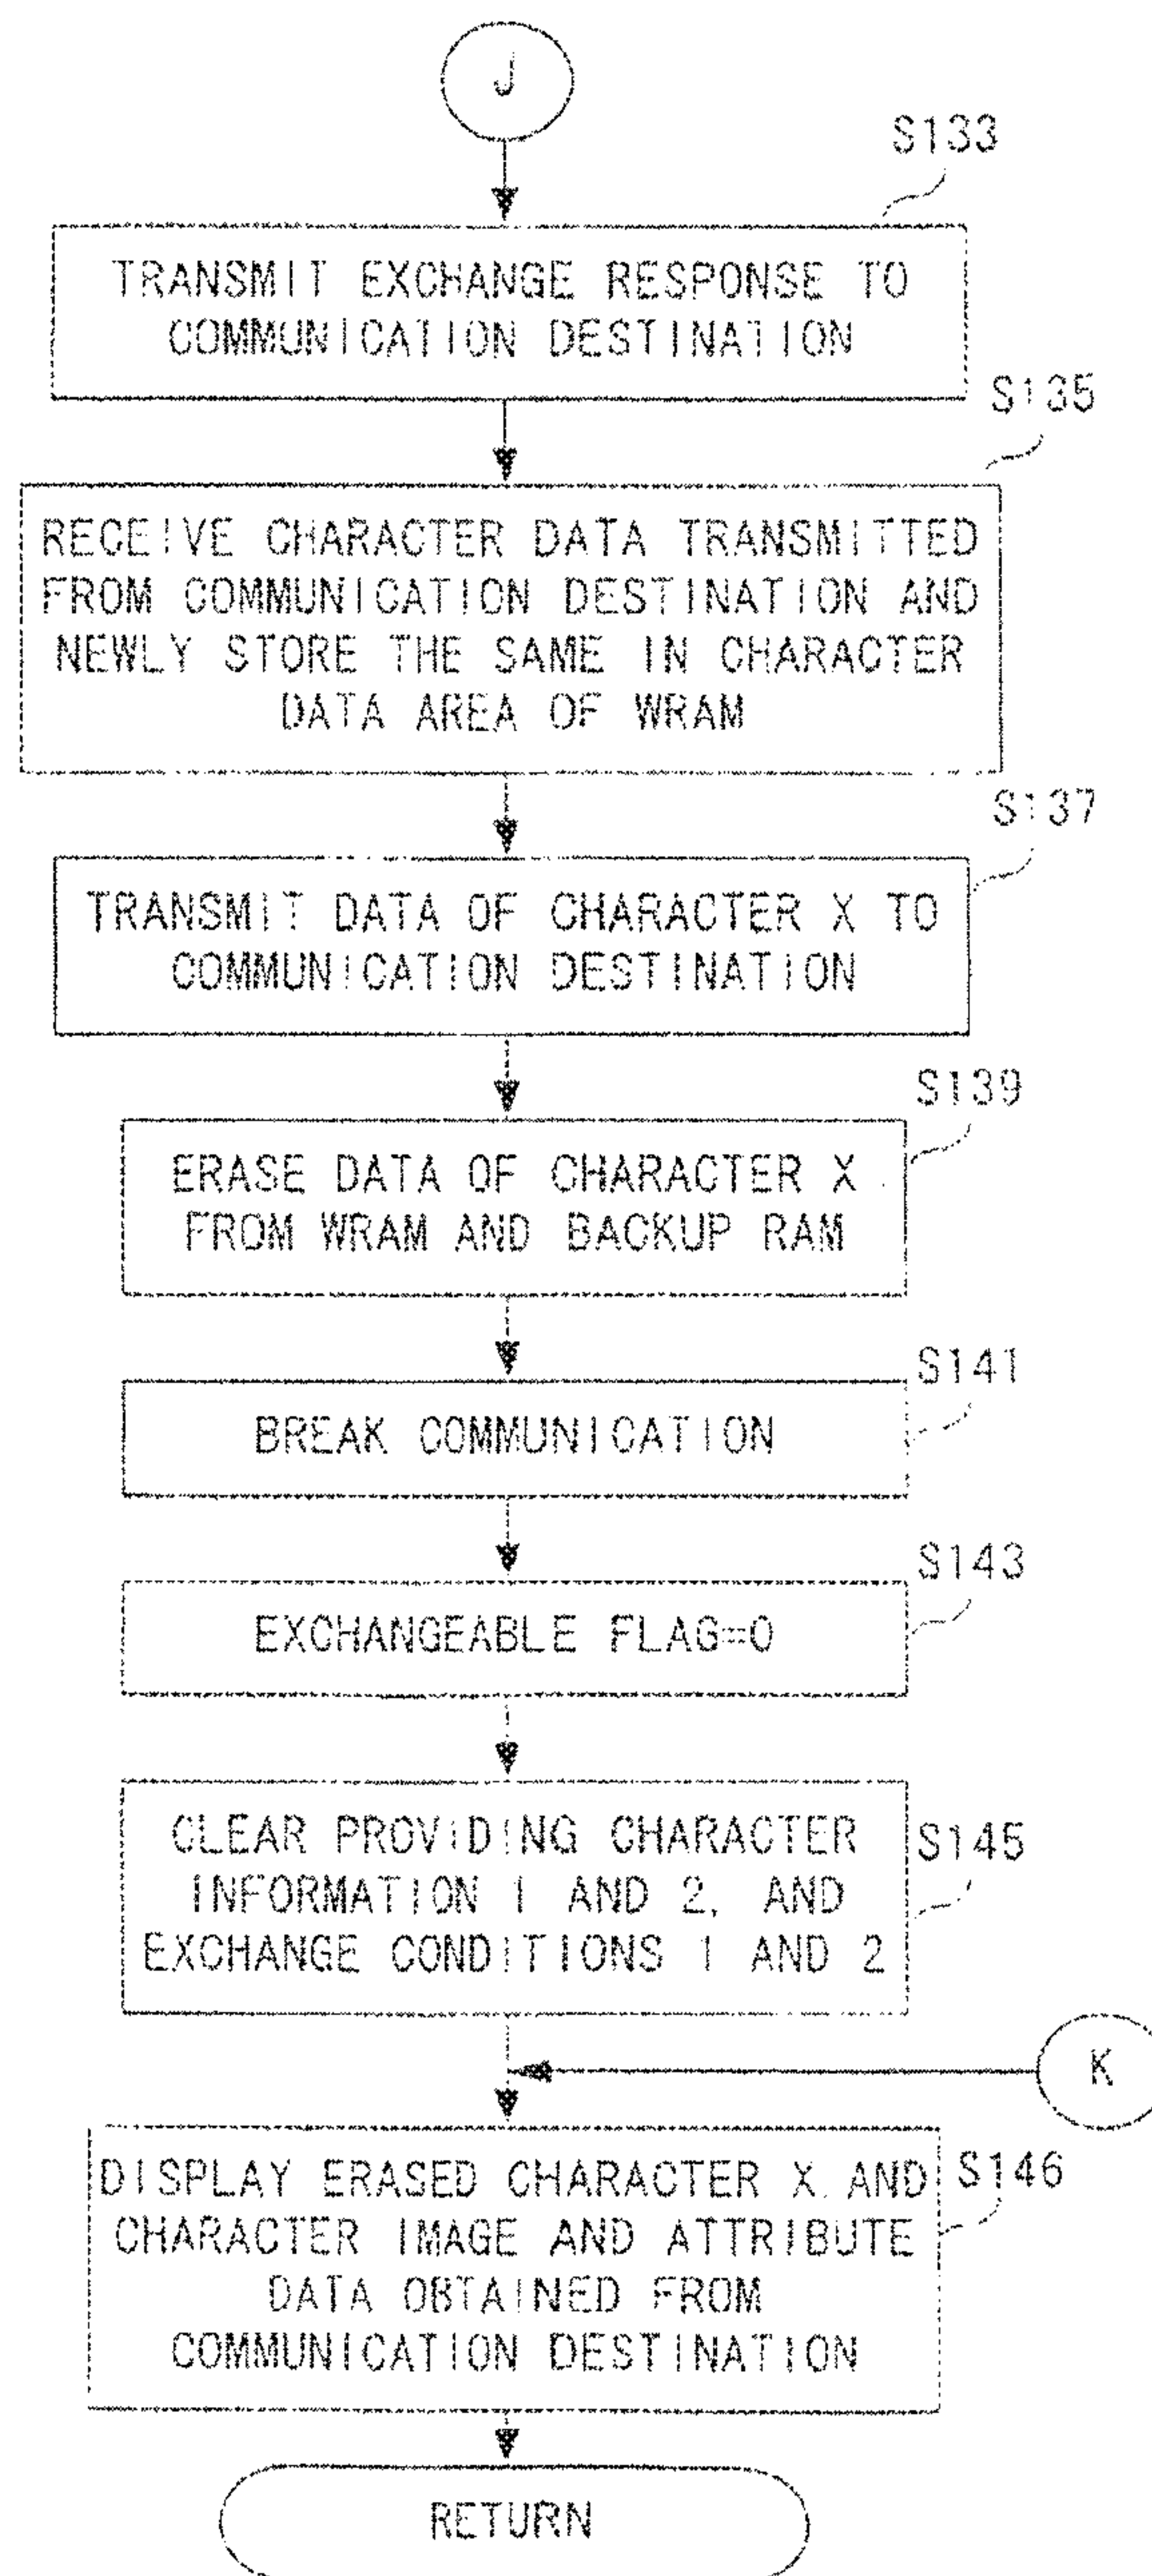 J
S133
TRANSMIT EXCHANGE RESPONSE TO
COMMUNICATION DESTINATION
S135
RECEIVE CHARACTER DATA TRANSMITTED
FROM COMMUNICATION DESTINATION AND
NEWLY STORE THE SAME IN CHARACTER
DATA AREA OF WRAM
S137
TRANSMIT DATA OF CHARACTER X TO
COMMUNICATION DESTINATION
S139
ERASE DATA OF CHARACTER X
FROM WRAM AND BACKUP RAM
S141
BREAK COMMUNICATION
S143
EXCHANGEABLE FLAG=0
S145
CLEAR PROVIDING CHARACTER
INFORMATION 1 AND 2, AND
EXCHANGE CONDITIONS 1 AND 2
K
S146
DISPLAY ERASED CHARACTER X AND
CHARACTER IMAGE AND ATTRIBUTE
DATA OBTAINED FROM
COMMUNICATION DESTINATION
RETURN